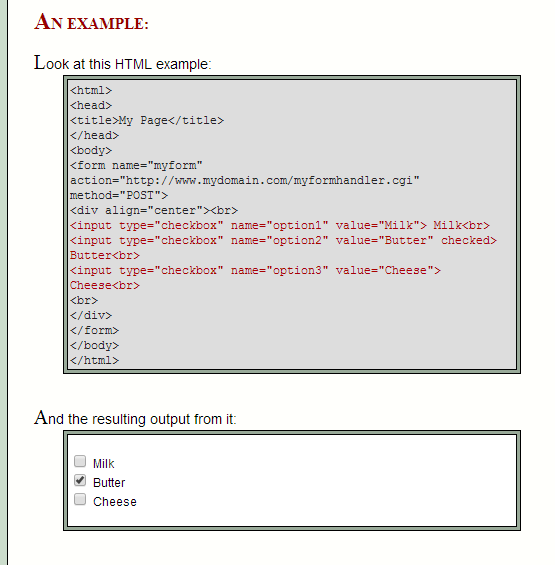 AN EXAMPLE:
Look at this HTML example:
<html>
<head>
<title>My Page</title>
</head>
<body>
<form name="myform"
action="http://www.mydomain.com/myformhandler.cgi"
method="POST">
<div align="center"><br>
<input type="checkbox" name="option1" value="Milk"> Milk<br>
<input type="checkbox" name="option2" value="Butter" checked>
Butter<br>
<input type="checkbox" name="option3" value="Cheese">
Cheese<br>
<br>
</div>
</form>
</body>
</html>
And the resulting output from it:
Milk
Butter
Cheese